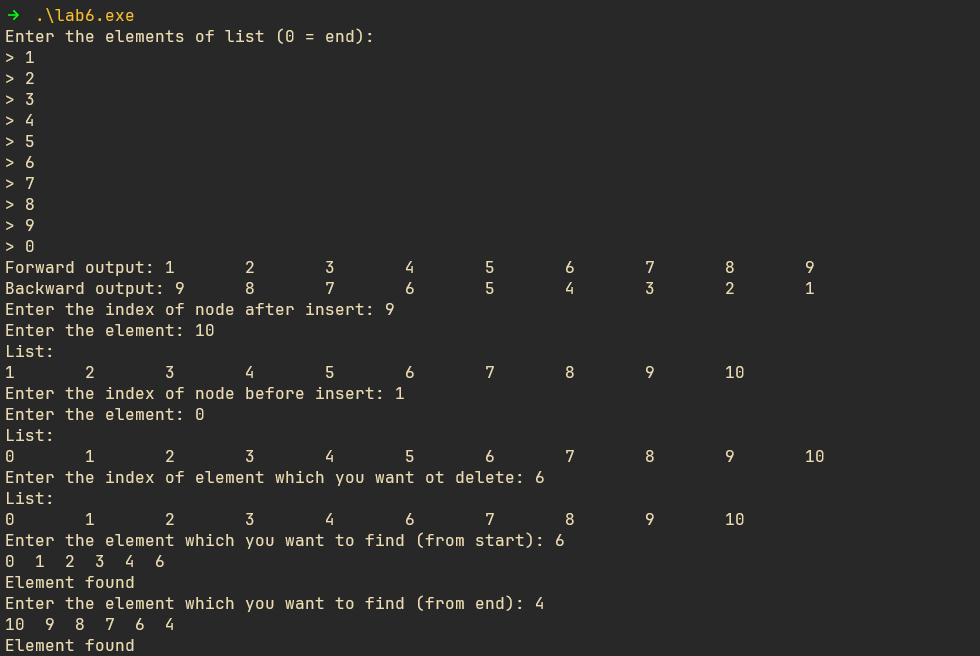 → .\lab6.exe
Enter the elements of list (0 = end):
> 1
> 2
> 3
> 4
> 5
> 6
> 7
> 8
> 9
> 0
Forward output: 1 2 3 4 5 6 7 8 9
Backward output: 9 8 7 6 5 4 3 2 1
Enter the index of node after insert: 9
Enter the element: 10
List:
1 2 3 4 5 6 7 8 9 10
Enter the index of node before insert: 1
Enter the element: 0
List:
0 1 2 3 4 5 6 7 8 9 10
Enter the index of element which you want ot delete: 6
List:
0 1 2 3 4 6 7 8 9 10
Enter the element which you want to find (from start): 6
0 1 2 3 4 6
Element found
Enter the element which you want to find (from end): 4
10 9 8 7 6 4
Element found